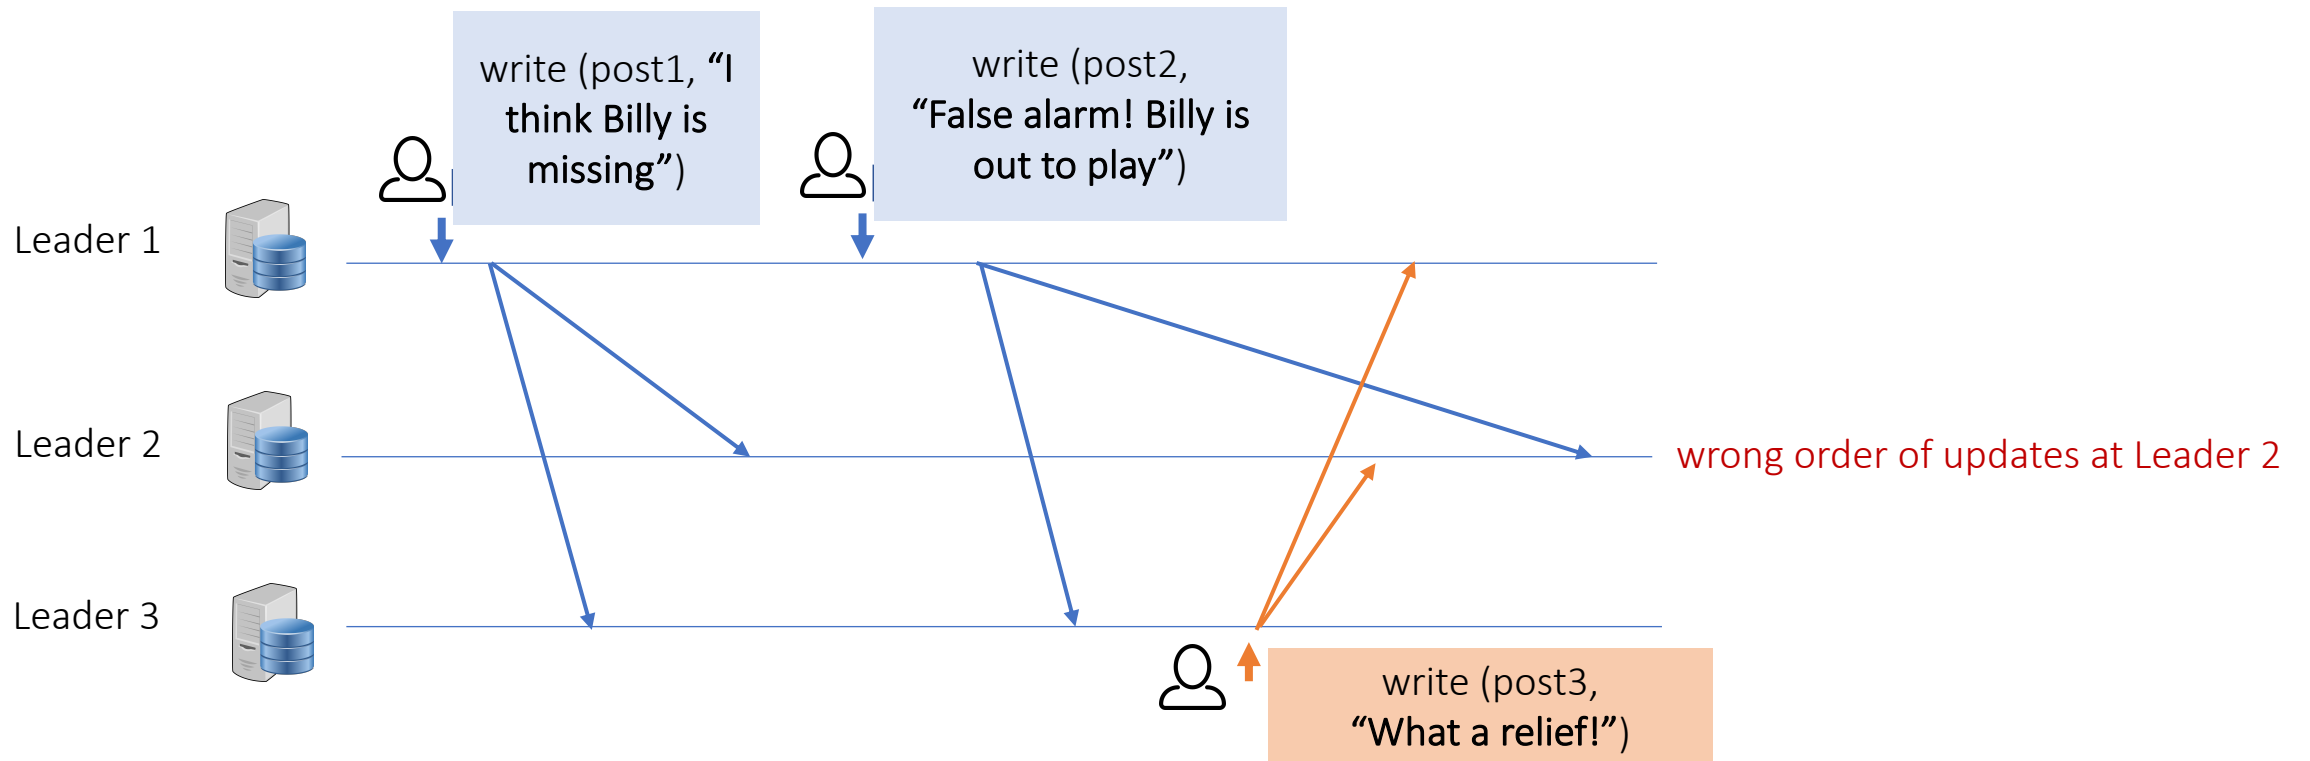 write (post1, “I
think Billy is
missing”)
write (post2,
“False alarm! Billy is
out to play”)
Leader 1
Leader 2
wrong order of updates at Leader 2
Leader 3
write (post3,
“What a relief!”)